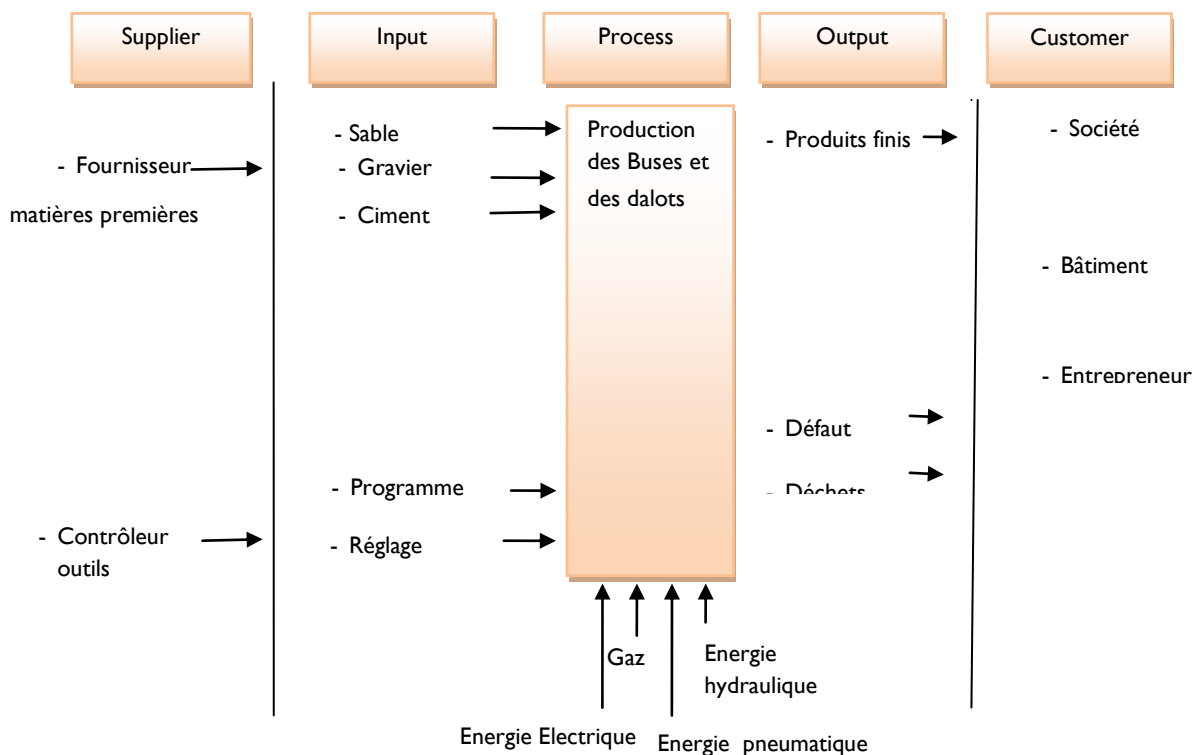 Supplier
Input
Process
Output
Customer
- Fournisseur
matières premières
- Contrôleur
outils
- Sable
- Gravier
- Ciment
- Programme
- Réglage
Production
des Buses et
des dalots
- Produits finis
- Défaut
- Déchets
- Société
- Bâtiment
- Entrepreneur
Gaz
Energie
hydraulique
Energie Electrique
Energie pneumatique